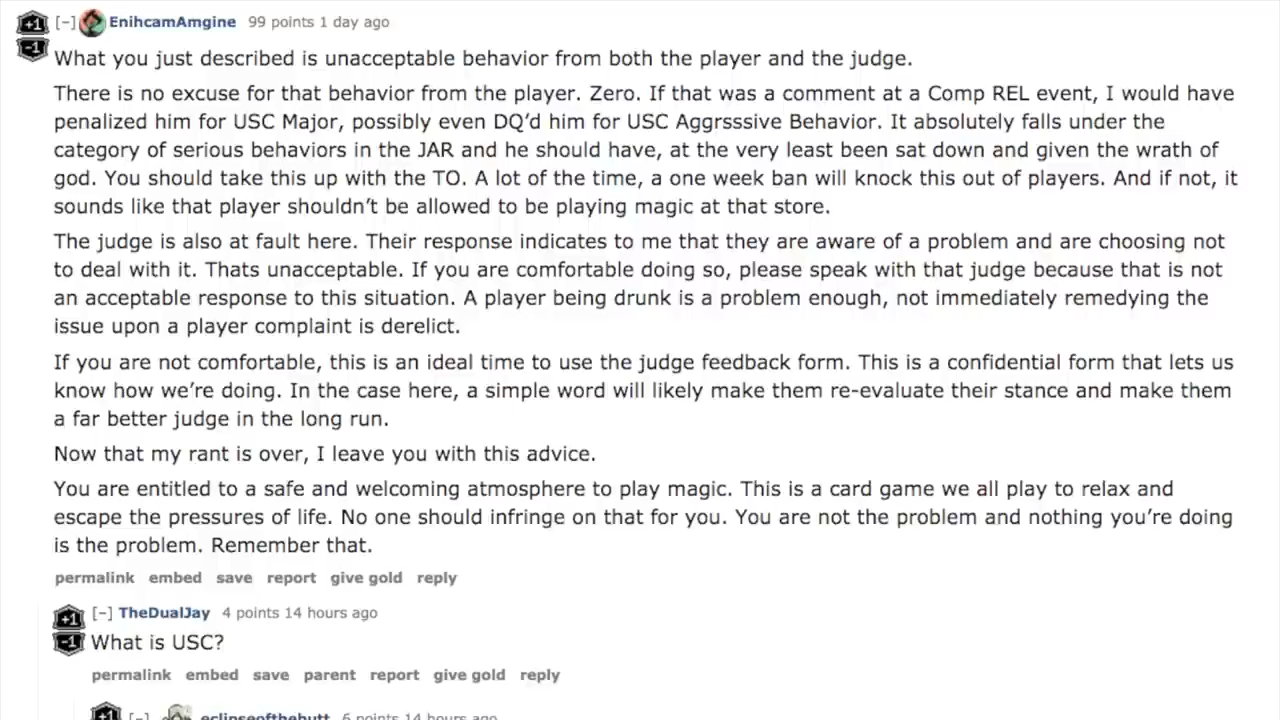 +1 [–] EnihcamAmgine 99 points 1 day ago
-1
What you just described is unacceptable behavior from both the player and the judge.
There is no excuse for that behavior from the player. Zero. If that was a comment at a Comp REL event, I would have
penalized him for USC Major, possibly even DQ’d him for USC Aggrsssive Behavior. It absolutely falls under the
category of serious behaviors in the JAR and he should have, at the very least been sat down and given the wrath of
god. You should take this up with the TO. A lot of the time, a one week ban will knock this out of players. And if not, it
sounds like that player shouldn’t be allowed to be playing magic at that store.
The judge is also at fault here. Their response indicates to me that they are aware of a problem and are choosing not
to deal with it. Thats unacceptable. If you are comfortable doing so, please speak with that judge because that is not
an acceptable response to this situation. A player being drunk is a problem enough, not immediately remedying the
issue upon a player complaint is derelict.
If you are not comfortable, this is an ideal time to use the judge feedback form. This is a confidential form that lets us
know how we’re doing. In the case here, a simple word will likely make them re-evaluate their stance and make them
a far better judge in the long run.
Now that my rant is over, I leave you with this advice.
You are entitled to a safe and welcoming atmosphere to play magic. This is a card game we all play to relax and
escape the pressures of life. No one should infringe on that for you. You are not the problem and nothing you’re doing
is the problem. Remember that.
permalink embed save report give gold reply
+1 [–] TheDualJay 4 points 14 hours ago
-1 What is USC?
permalink embed save parent report give gold reply
+1 [–] eclipseofthebutt 6 points 14 hours ago